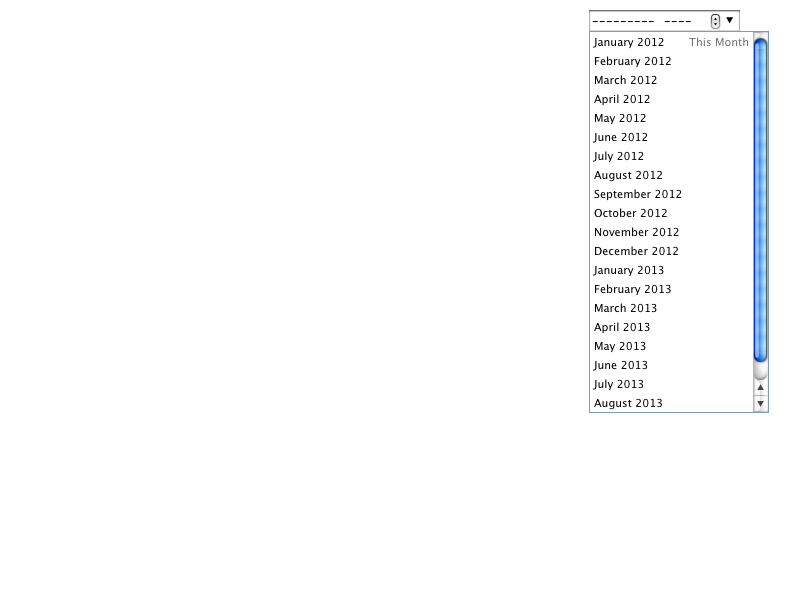 --------- ----
January 2012 This Month
February 2012
March 2012
April 2012
May 2012
June 2012
July 2012
August 2012
September 2012
October 2012
November 2012
December 2012
January 2013
February 2013
March 2013
April 2013
May 2013
June 2013
July 2013
August 2013